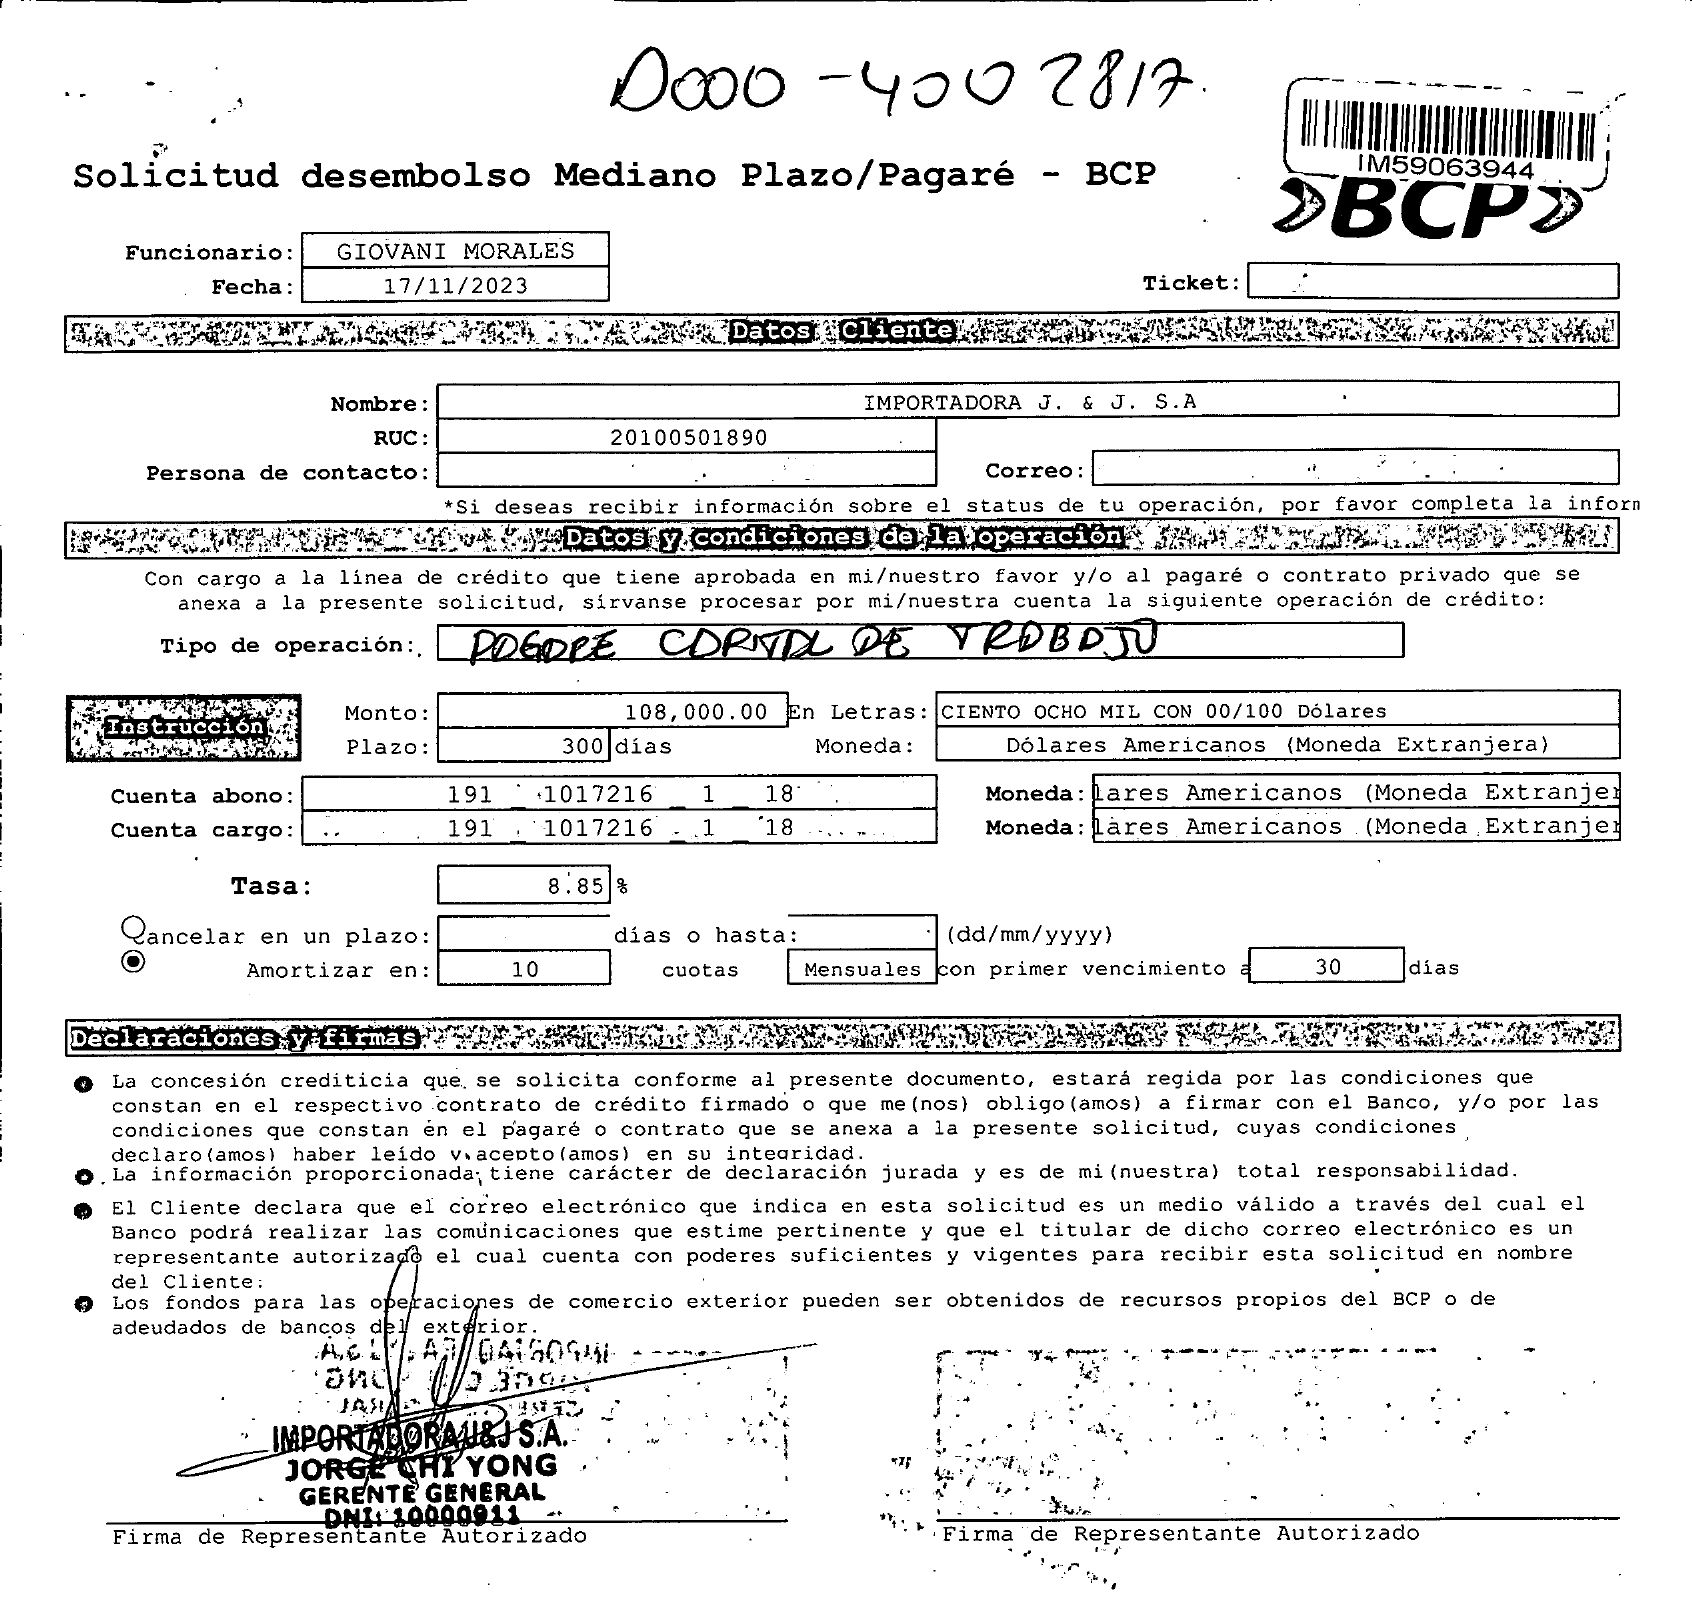 D000-4002817.
IM59063944
Solicitud desembolso Mediano Plazo/Pagaré - BCP
BCP
Funcionario: GIOVANI MORALES
Fecha: 17/11/2023
Ticket:
Datos Cliente
Nombre: IMPORTADORA J. & J. S.A
RUC: 20100501890
Persona de contacto:
Correo:
*Si deseas recibir información sobre el status de tu operación, por favor completa la inform
Datos y condiciones de la operación
Con cargo a la línea de crédito que tiene aprobada en mi/nuestro favor y/o al pagaré o contrato privado que se
anexa a la presente solicitud, sírvanse procesar por mi/nuestra cuenta la siguiente operación de crédito:
Tipo de operación: PAGARE CAPITAL DE TRABAJO
Instrucción
Monto: 108,000.00 En Letras: CIENTO OCHO MIL CON 00/100 Dólares
Plazo: 300 días Moneda: Dólares Americanos (Moneda Extranjera)
Cuenta abono: 191 _ 1017216 _ 1 _ 18 Moneda: lares Americanos (Moneda Extranjer
Cuenta cargo: 191 _ 1017216 _ 1 _ 18 Moneda: lares Americanos (Moneda Extranjer
Tasa: 8.85 %
ancelar en un plazo: días o hasta: (dd/mm/yyyy)
Amortizar en: 10 cuotas Mensuales con primer vencimiento a 30 días
Declaraciones y firmas
La concesión crediticia que se solicita conforme al presente documento, estará regida por las condiciones que
constan en el respectivo contrato de crédito firmado o que me(nos) obligo(amos) a firmar con el Banco, y/o por las
condiciones que constan en el pagaré o contrato que se anexa a la presente solicitud, cuyas condiciones
declaro(amos) haber leído y acepto(amos) en su integridad.
La información proporcionada, tiene carácter de declaración jurada y es de mi(nuestra) total responsabilidad.
El Cliente declara que el correo electrónico que indica en esta solicitud es un medio válido a través del cual el
Banco podrá realizar las comunicaciones que estime pertinente y que el titular de dicho correo electrónico es un
representante autorizado el cual cuenta con poderes suficientes y vigentes para recibir esta solicitud en nombre
del Cliente.
Los fondos para las operaciones de comercio exterior pueden ser obtenidos de recursos propios del BCP o de
adeudados de bancos del exterior.
IMPORTADORA J&J S.A.
JORGE CHI YONG
GERENTE GENERAL
DNI: 10000911
Firma de Representante Autorizado
Firma de Representante Autorizado